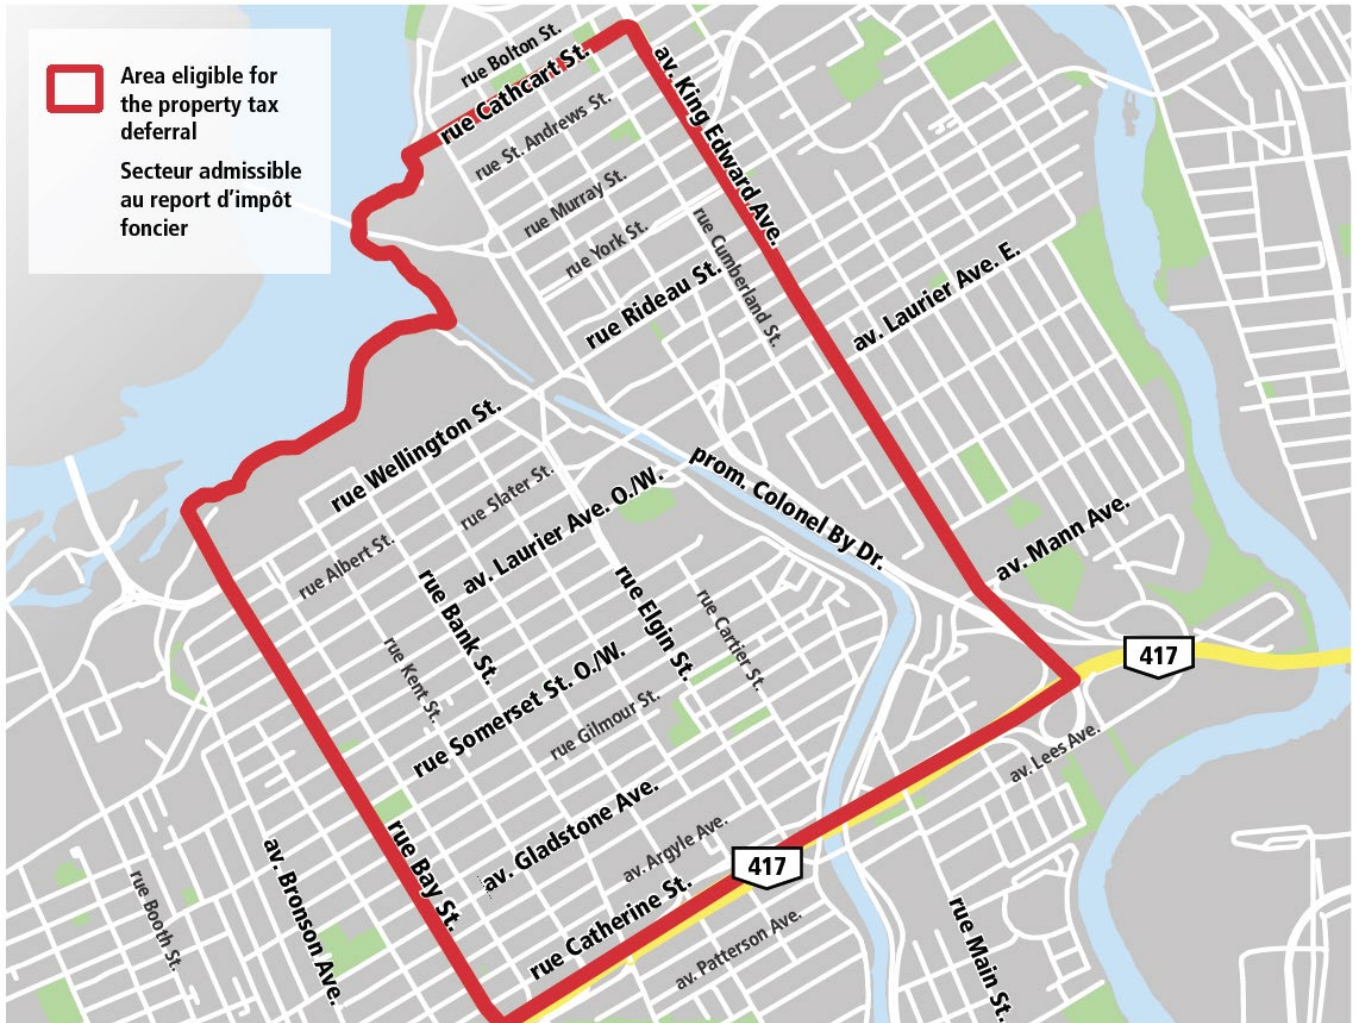 Area eligible for
the property tax
deferral
Secteur admissible
au report d'impôt
foncier
rue Bolton St.
rue Cathcart St.
rue St. Andrews St.
rue Murray St.
rue York St.
rue Rideau St.
av. King Edward Ave.
rue Cumberland St.
av. Laurier Ave. E.
rue Wellington St.
rue Slater St.
rue Albert St.
av. Laurier Ave. O./W.
prom. Colonel By Dr.
av. Mann Ave.
rue Bank St.
rue Elgin St.
rue Cartier St.
rue Kent St.
rue Somerset St. O./W.
rue Gilmour St.
417
av. Lees Ave.
av. Gladstone Ave.
av. Argyle Ave.
417
rue Bay St.
rue Catherine St.
av. Bronson Ave.
rue Booth St.
av. Patterson Ave.
rue Main St.